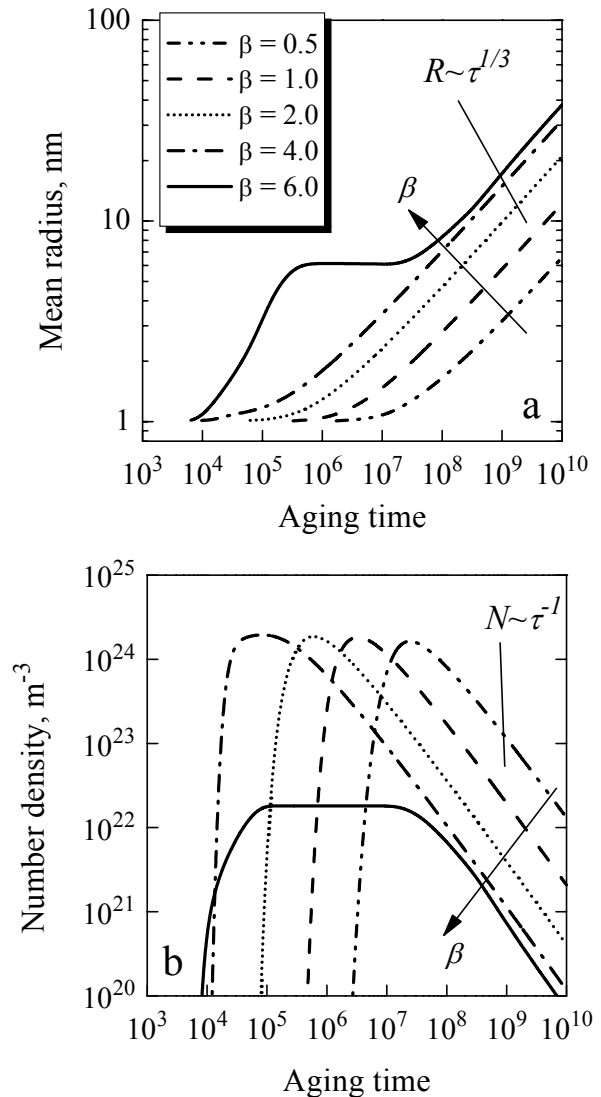 100
β = 0.5
β = 1.0
β = 2.0
β = 4.0
β = 6.0
R~τ^{1/3}
β
10
1
Mean radius, nm
a
10^3 10^4 10^5 10^6 10^7 10^8 10^9 10^10
Aging time
10^25
N~τ^{-1}
10^24
10^23
10^22
10^21
10^20
Number density, m^{-3}
β
b
10^3 10^4 10^5 10^6 10^7 10^8 10^9 10^10
Aging time